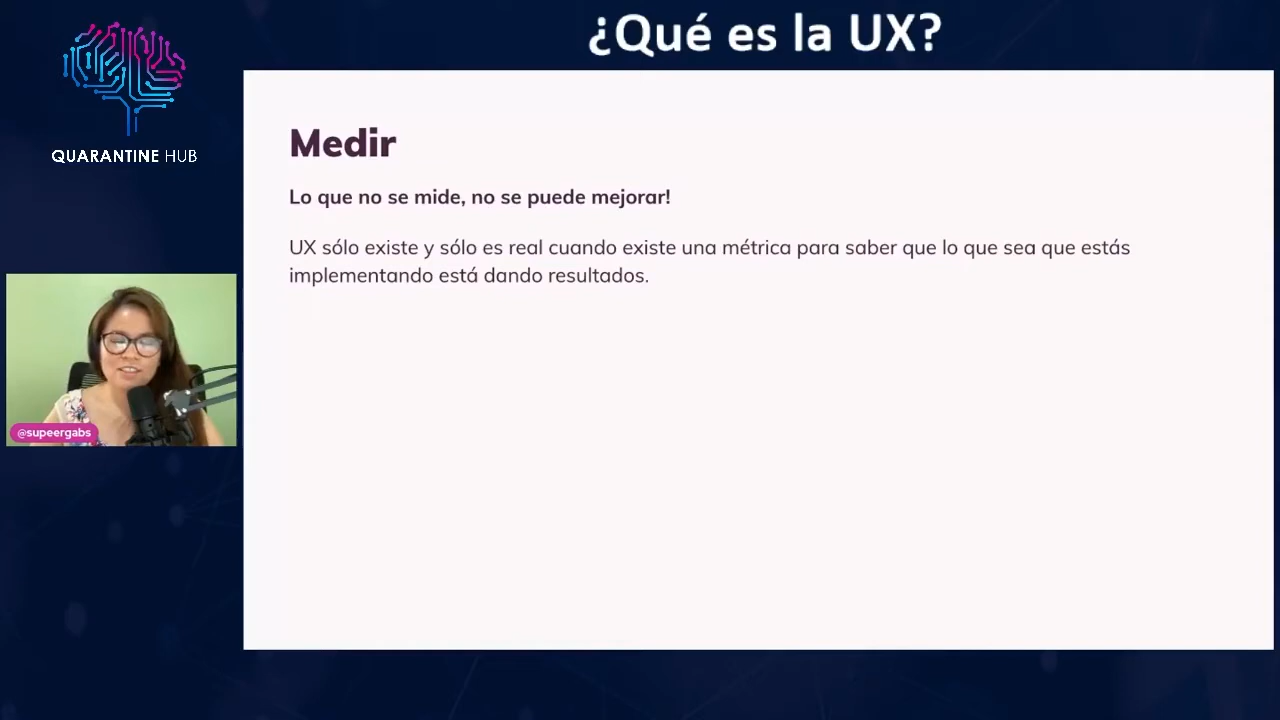 ¿Qué es la UX?
QUARANTINE HUB
Medir
Lo que no se mide, no se puede mejorar!
UX sólo existe y sólo es real cuando existe una métrica para saber que lo que sea que estás
implementando está dando resultados.
@supeergabs